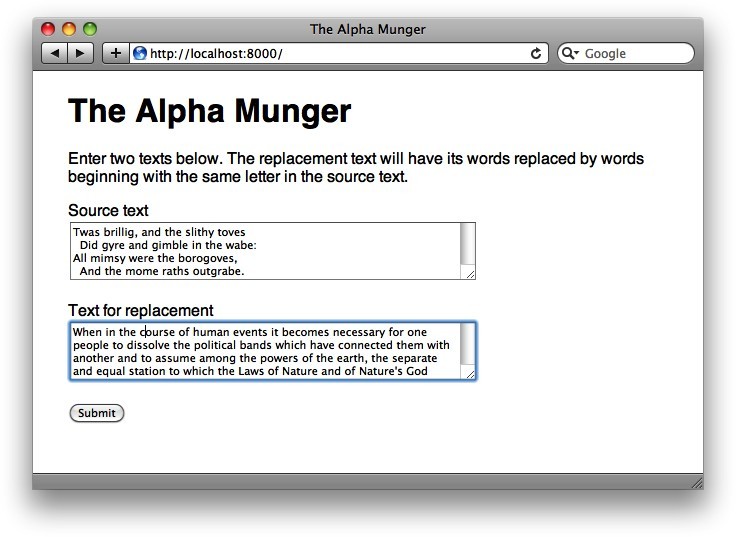 The Alpha Munger
http://localhost:8000/
Google
The Alpha Munger
Enter two texts below. The replacement text will have its words replaced by words
beginning with the same letter in the source text.
Source text
Twas brillig, and the slithy toves
Did gyre and gimble in the wabe:
All mimsy were the borogoves,
And the mome raths outgrabe.
Text for replacement
When in the course of human events it becomes necessary for one
people to dissolve the political bands which have connected them with
another and to assume among the powers of the earth, the separate
and equal station to which the Laws of Nature and of Nature's God
Submit